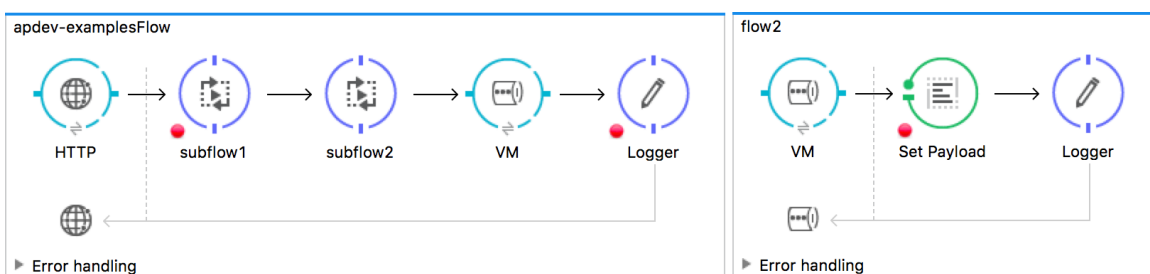 apdev-examplesFlow
HTTP
subflow1
subflow2
VM
Logger
Error handling
flow2
VM
Set Payload
Logger
Error handling